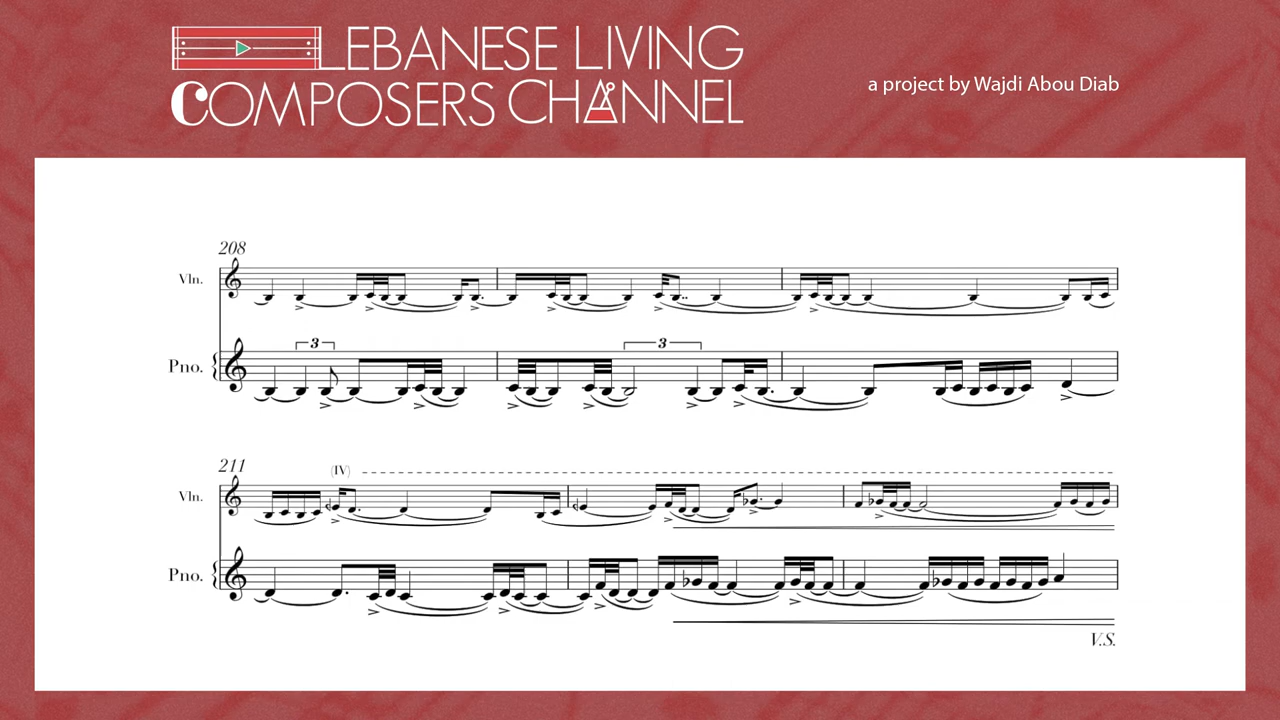 LEBANESE LIVING
COMPOSERS CHANNEL
a project by Wajdi Abou Diab
208
Vln.
3
3
Pno.
211
(IV)
Vln.
Pno.
V.S.